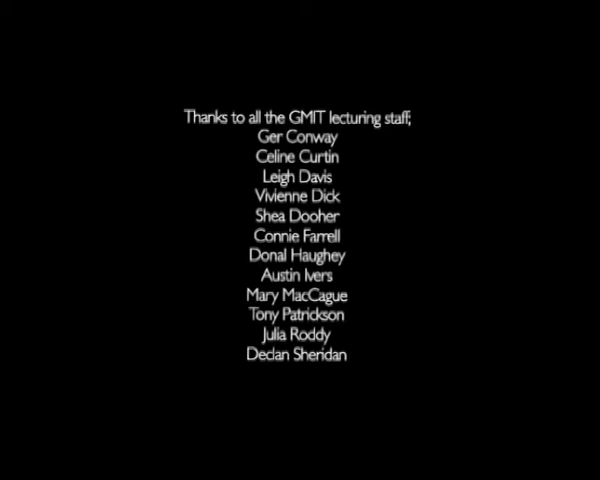 Thanks to all the GMIT lecturing staff;
Ger Conway
Celine Curtin
Leigh Davis
Vivienne Dick
Shea Dooher
Connie Farrell
Donal Haughey
Austin Ivers
Mary MacCague
Tony Patrickson
Julia Roddy
Declan Sheridan